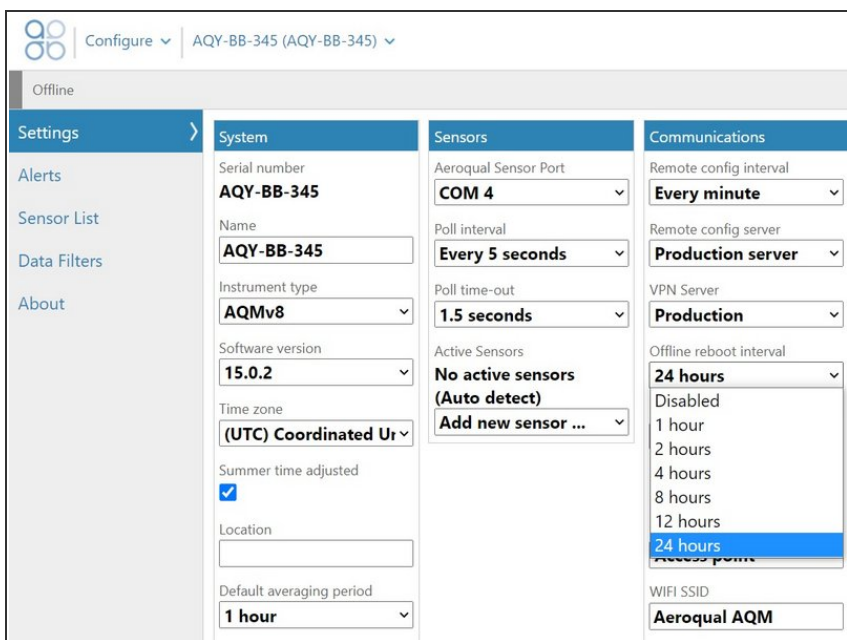 Configure
AQY-BB-345 (AQY-BB-345)
Offline
Settings
Alerts
Sensor List
Data Filters
About
System
Serial number
AQY-BB-345
Name
AQY-BB-345
Instrument type
AQMv8
Software version
15.0.2
Time zone
(UTC) Coordinated Ur
Summer time adjusted
Location
Default averaging period
1 hour
Sensors
Aeroqual Sensor Port
COM 4
Poll interval
Every 5 seconds
Poll time-out
1.5 seconds
Active Sensors
No active sensors
(Auto detect)
Add new sensor ...
Communications
Remote config interval
Every minute
Remote config server
Production server
VPN Server
Production
Offline reboot interval
24 hours
Disabled
1 hour
2 hours
4 hours
8 hours
12 hours
24 hours
Access point
WIFI SSID
Aeroqual AQM